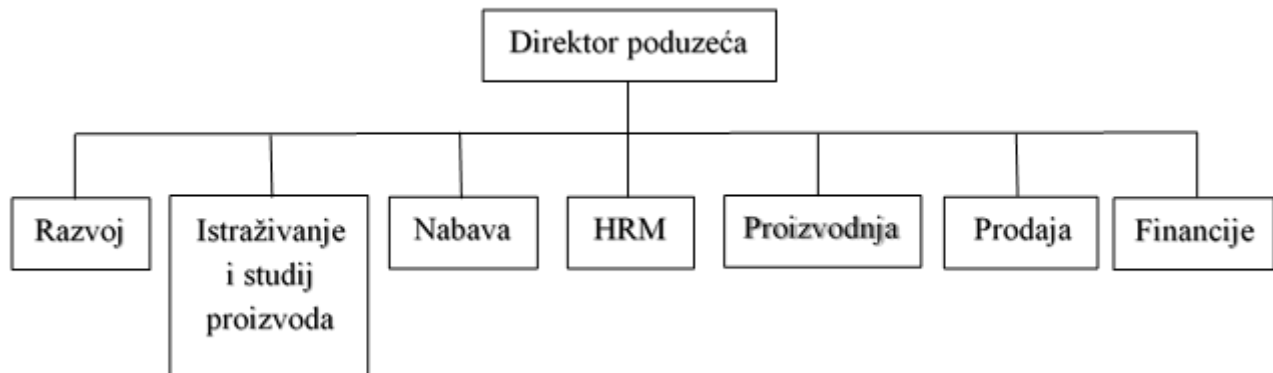 Direktor poduzeća
Razvoj
Istraživanje
i studij
proizvoda
Nabava
HRM
Proizvodnja
Prodaja
Financije